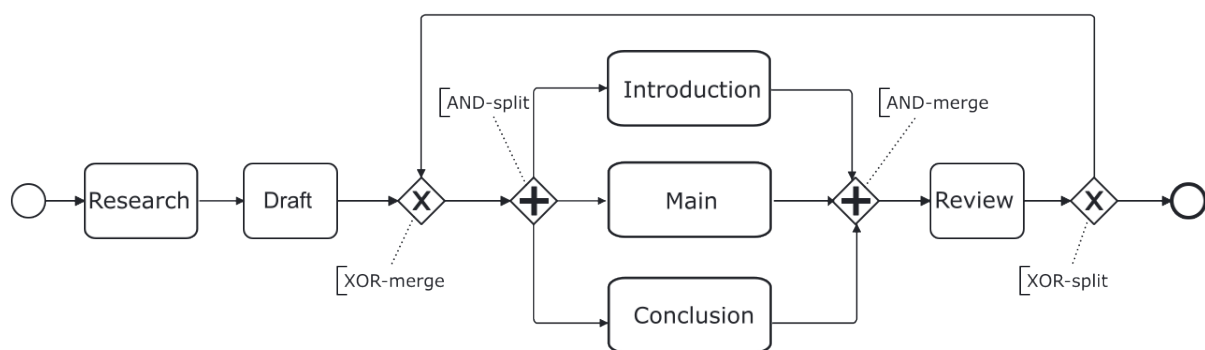 AND-split
Introduction
AND-merge
Research
Draft
X
Main
Review
X
XOR-merge
Conclusion
XOR-split